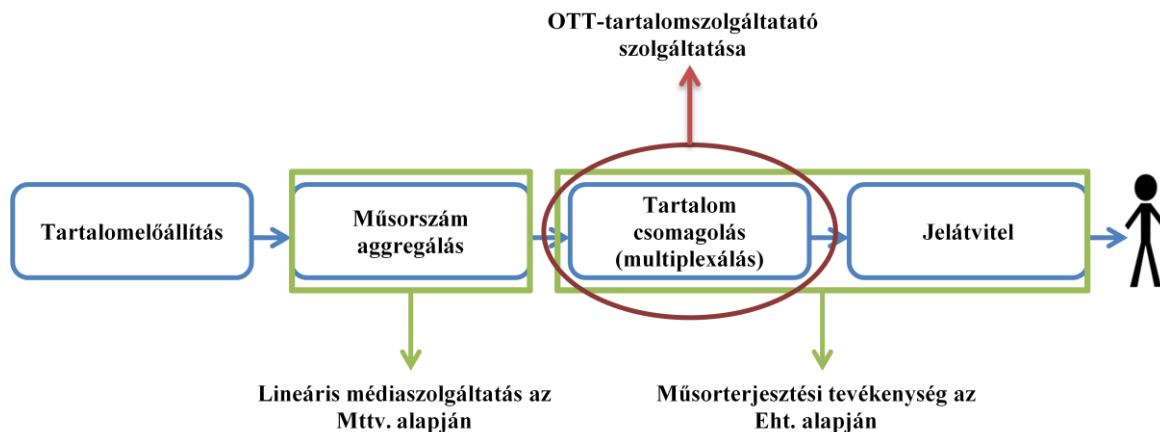 OTT-tartalomszolgáltatató
szolgáltatása
Tartalomelőállítás
Műsorszám
aggregálás
Tartalom
csomagolás
(multiplexálás)
Jelátvitel
Lineáris médiaszolgáltatás az
Mttv. alapján
Műsorterjesztési tevékenység az
Eht. alapján